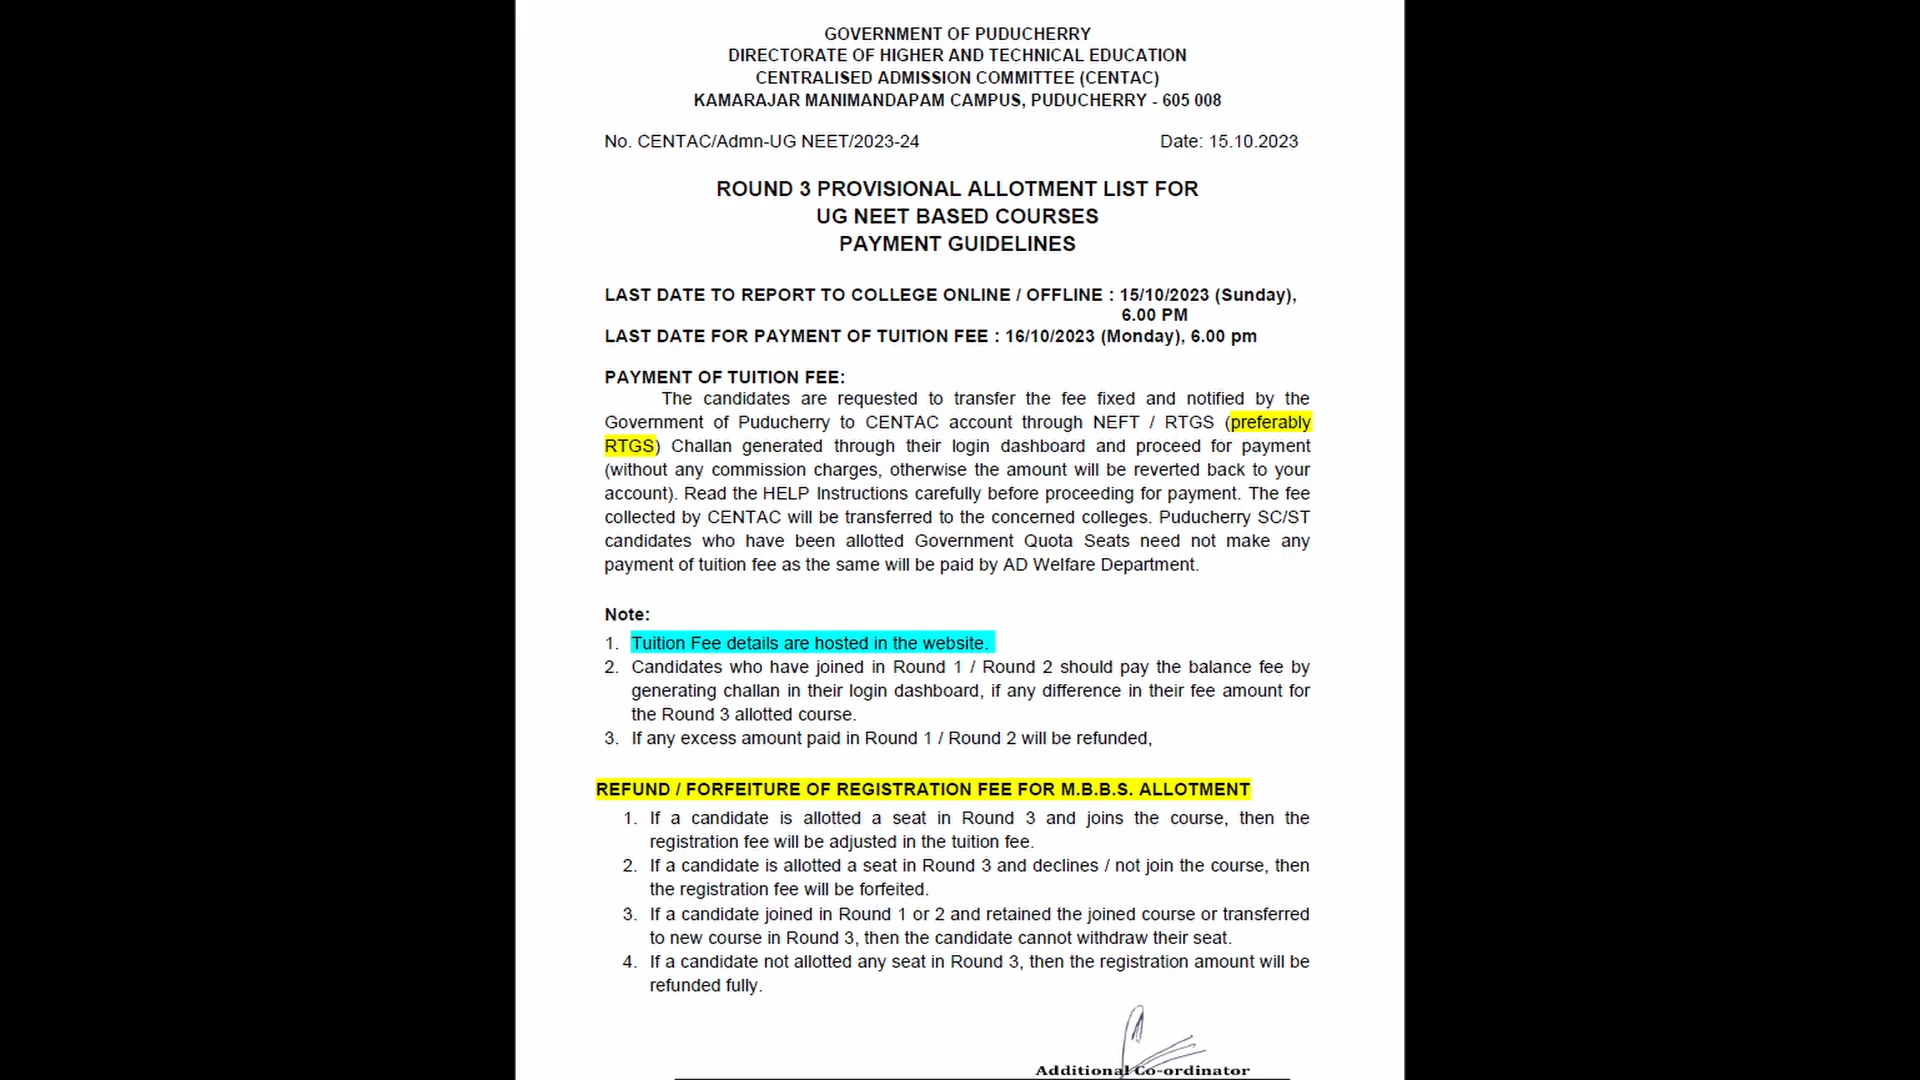 GOVERNMENT OF PUDUCHERRY
DIRECTORATE OF HIGHER AND TECHNICAL EDUCATION
CENTRALISED ADMISSION COMMITTEE (CENTAC)
KAMARAJAR MANIMANDAPAM CAMPUS, PUDUCHERRY - 605 008
No. CENTAC/Admn-UG NEET/2023-24 Date: 15.10.2023
ROUND 3 PROVISIONAL ALLOTMENT LIST FOR
UG NEET BASED COURSES
PAYMENT GUIDELINES
LAST DATE TO REPORT TO COLLEGE ONLINE / OFFLINE : 15/10/2023 (Sunday),
6.00 PM
LAST DATE FOR PAYMENT OF TUITION FEE : 16/10/2023 (Monday), 6.00 pm
PAYMENT OF TUITION FEE:
The candidates are requested to transfer the fee fixed and notified by the
Government of Puducherry to CENTAC account through NEFT / RTGS (preferably
RTGS) Challan generated through their login dashboard and proceed for payment
(without any commission charges, otherwise the amount will be reverted back to your
account). Read the HELP Instructions carefully before proceeding for payment. The fee
collected by CENTAC will be transferred to the concerned colleges. Puducherry SC/ST
candidates who have been allotted Government Quota Seats need not make any
payment of tuition fee as the same will be paid by AD Welfare Department.
Note:
1. Tuition Fee details are hosted in the website.
2. Candidates who have joined in Round 1 / Round 2 should pay the balance fee by
generating challan in their login dashboard, if any difference in their fee amount for
the Round 3 allotted course.
3. If any excess amount paid in Round 1 / Round 2 will be refunded,
REFUND / FORFEITURE OF REGISTRATION FEE FOR M.B.B.S. ALLOTMENT
1. If a candidate is allotted a seat in Round 3 and joins the course, then the
registration fee will be adjusted in the tuition fee.
2. If a candidate is allotted a seat in Round 3 and declines / not join the course, then
the registration fee will be forfeited.
3. If a candidate joined in Round 1 or 2 and retained the joined course or transferred
to new course in Round 3, then the candidate cannot withdraw their seat.
4. If a candidate not allotted any seat in Round 3, then the registration amount will be
refunded fully.
Additional Co-ordinator